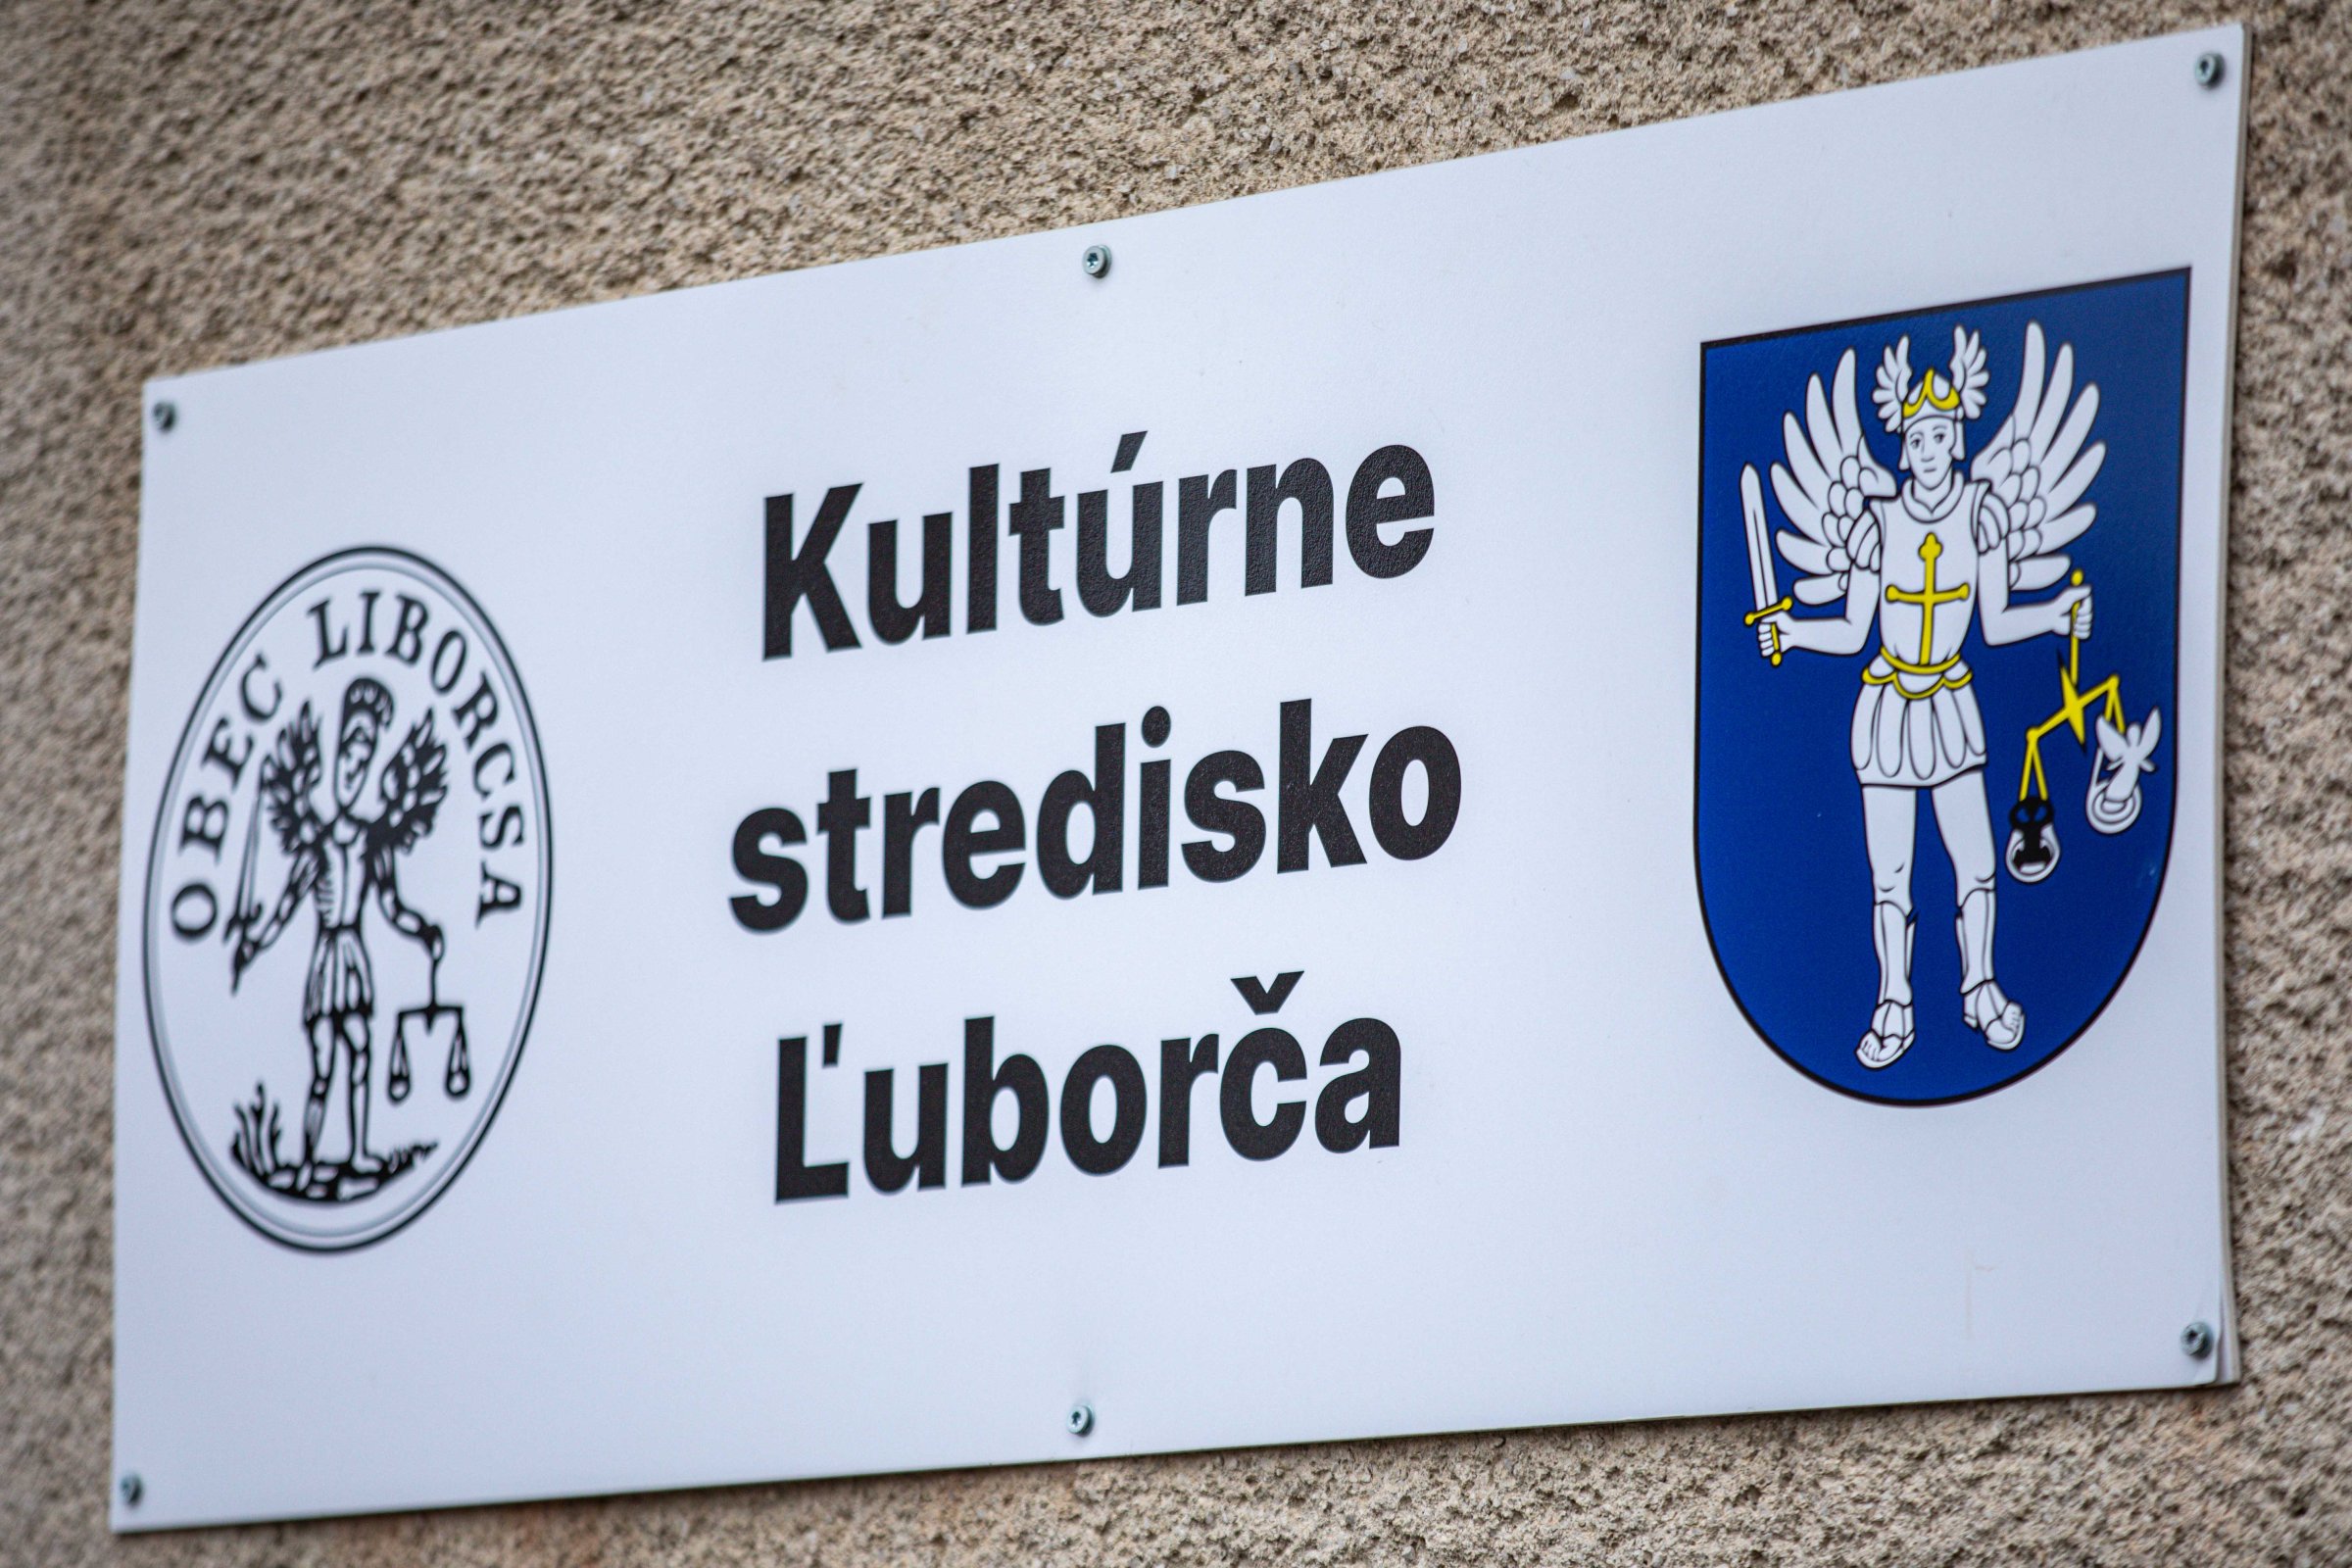 OBEC LIBORCSA
Kultúrne
stredisko
Ľuborča